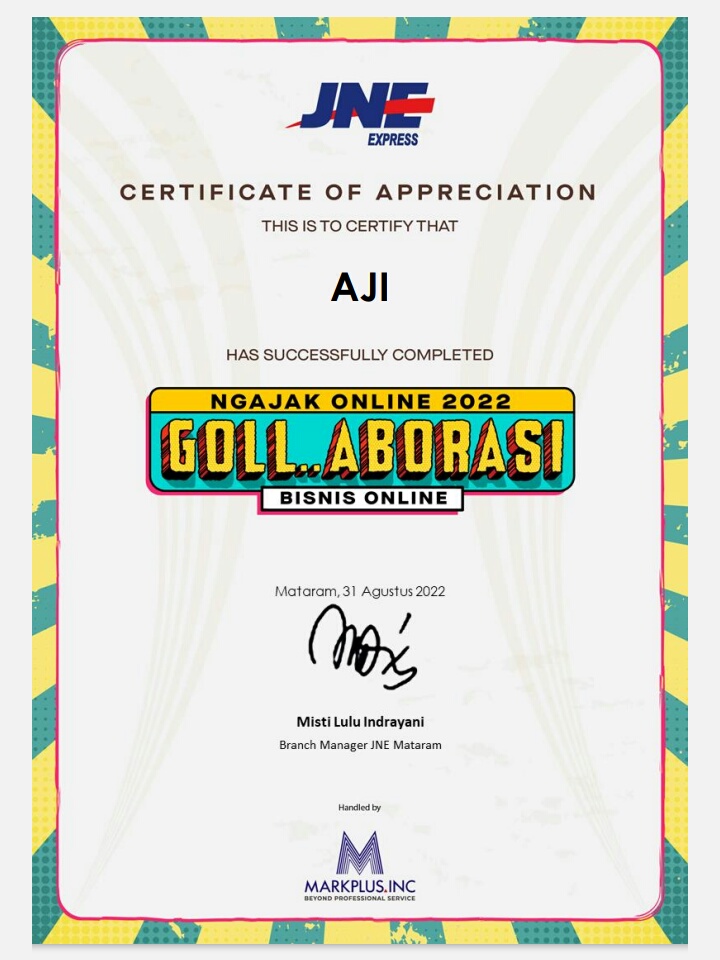 JNE
EXPRESS
CERTIFICATE OF APPRECIATION
THIS IS TO CERTIFY THAT
AJI
HAS SUCCESSFULLY COMPLETED
NGAJAK ONLINE 2022
GOLL..ABORASI
BISNIS ONLINE
Mataram, 31 Agustus 2022
Misti Lulu Indrayani
Branch Manager JNE Mataram
Handled by
MARKPLUS.INC
BEYOND PROFESSIONAL SERVICE